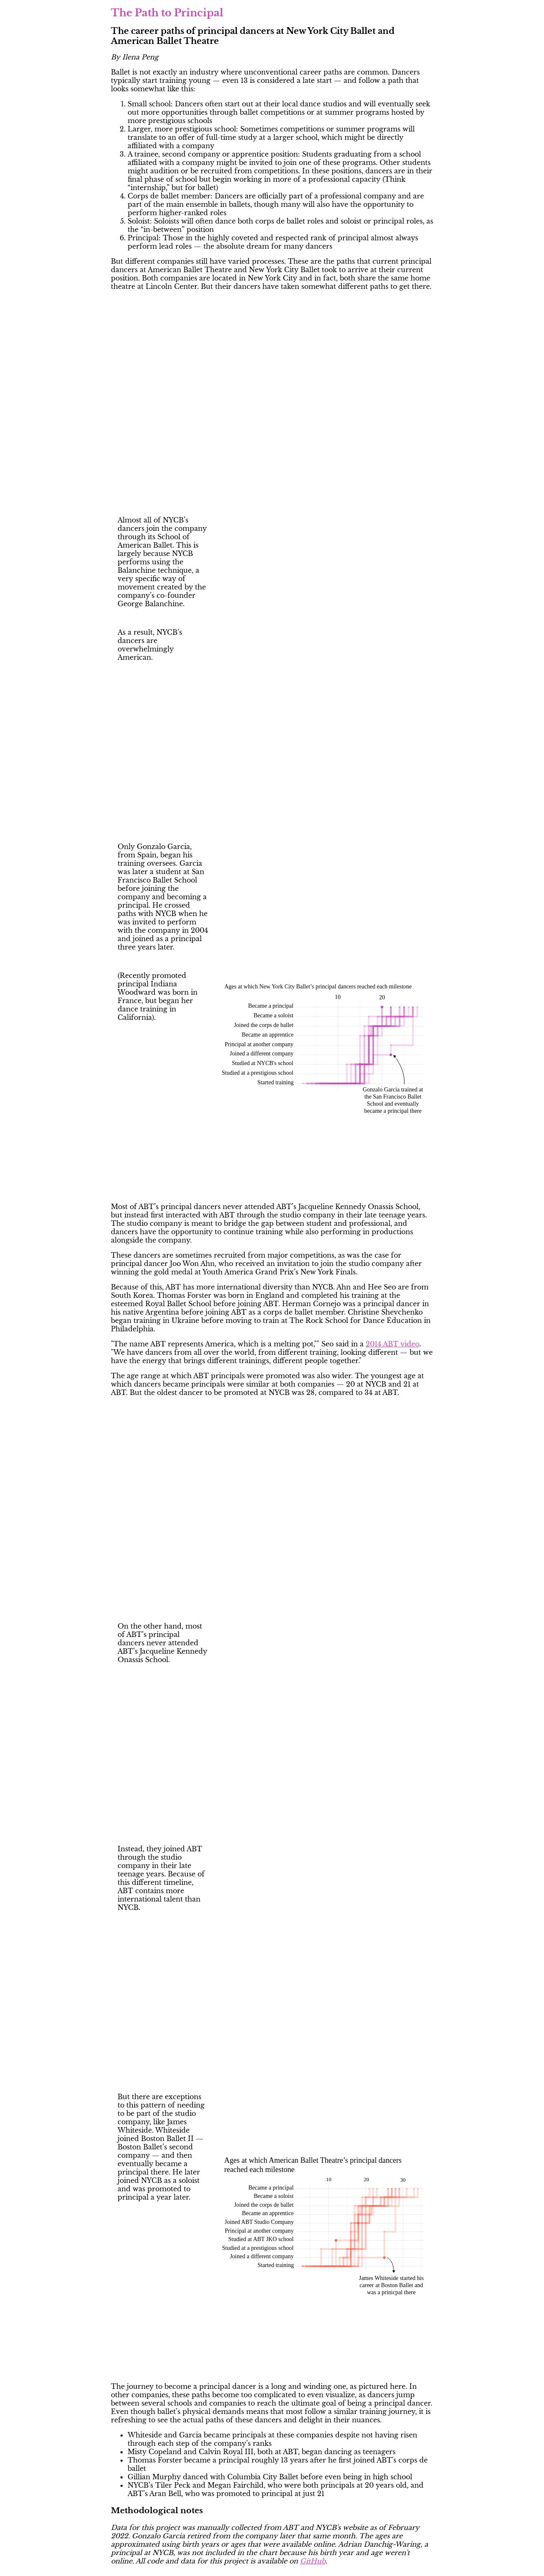 The Path to Principal
The career paths of principal dancers at New York City Ballet and
American Ballet Theatre
By Ilena Peng
Ballet is not exactly an industry where unconventional career paths are common. Dancers
typically start training young — even 13 is considered a late start — and follow a path that
looks somewhat like this:
1. Small school: Dancers often start out at their local dance studios and will eventually seek
out more opportunities through ballet competitions or at summer programs hosted by
more prestigious schools
2. Larger, more prestigious school: Sometimes competitions or summer programs will
translate to an offer of full-time study at a larger school, which might be directly
affiliated with a company
3. A trainee, second company or apprentice position: Students graduating from a school
affiliated with a company might be invited to join one of these programs. Other students
might audition or be recruited from competitions. In these positions, dancers are in their
final phase of school but begin working in more of a professional capacity (Think
"internship," but for ballet)
4. Corps de ballet member: Dancers are officially part of a professional company and are
part of the main ensemble in ballets, though many will also have the opportunity to
perform higher-ranked roles
5. Soloist: Soloists will often dance both corps de ballet roles and soloist or principal roles, as
the "in-between" position
6. Principal: Those in the highly coveted and respected rank of principal almost always
perform lead roles — the absolute dream for many dancers
But different companies still have varied processes. These are the paths that current principal
dancers at American Ballet Theatre and New York City Ballet took to arrive at their current
position. Both companies are located in New York City and in fact, both share the same home
theatre at Lincoln Center. But their dancers have taken somewhat different paths to get there.
Almost all of NYCB's
dancers join the company
through its School of
American Ballet. This is
largely because NYCB
performs using the
Balanchine technique, a
very specific way of
movement created by the
company's co-founder
George Balanchine.
As a result, NYCB's
dancers are
overwhelmingly
American.
Only Gonzalo Garcia,
from Spain, began his
training oversees. Garcia
was later a student at San
Francisco Ballet School
before joining the
company and becoming a
principal. He crossed
paths with NYCB when he
was invited to perform
with the company in 2004
and joined as a principal
three years later.
(Recently promoted
principal Indiana
Woodward was born in
France, but began her
dance training in
California).
Ages at which New York City Ballet's principal dancers reached each milestone
10 20
Became a principal
Became a soloist
Joined the corps de ballet
Became an apprentice
Principal at another company
Joined a different company
Studied at NYCB's school
Studied at a prestigious school
Started training
Gonzalo Garcia trained at
the San Francisco Ballet
School and eventually
became a principal there
Most of ABT's principal dancers never attended ABT's Jacqueline Kennedy Onassis School,
but instead first interacted with ABT through the studio company in their late teenage years.
The studio company is meant to bridge the gap between student and professional, and
dancers have the opportunity to continue training while also performing in productions
alongside the company.
These dancers are sometimes recruited from major competitions, as was the case for
principal dancer Joo Won Ahn, who received an invitation to join the studio company after
winning the gold medal at Youth America Grand Prix's New York Finals.
Because of this, ABT has more international diversity than NYCB. Ahn and Hee Seo are from
South Korea. Thomas Forster was born in England and completed his training at the
esteemed Royal Ballet School before joining ABT. Herman Cornejo was a principal dancer in
his native Argentina before joining ABT as a corps de ballet member. Christine Shevchenko
began training in Ukraine before moving to train at The Rock School for Dance Education in
Philadelphia.
"The name ABT represents America, which is a melting pot,"" Seo said in a 2014 ABT video.
"We have dancers from all over the world, from different training, looking different — but we
have the energy that brings different trainings, different people together."
The age range at which ABT principals were promoted was also wider. The youngest age at
which dancers became principals were similar at both companies — 20 at NYCB and 21 at
ABT. But the oldest dancer to be promoted at NYCB was 28, compared to 34 at ABT.
On the other hand, most
of ABT's principal
dancers never attended
ABT's Jacqueline Kennedy
Onassis School.
Instead, they joined ABT
through the studio
company in their late
teenage years. Because of
this different timeline,
ABT contains more
international talent than
NYCB.
But there are exceptions
to this pattern of needing
to be part of the studio
company, like James
Whiteside. Whiteside
joined Boston Ballet II —
Boston Ballet's second
company — and then
eventually became a
principal there. He later
joined NYCB as a soloist
and was promoted to
principal a year later.
Ages at which American Ballet Theatre's principal dancers
reached each milestone
10 20 30
Became a principal
Became a soloist
Joined the corps de ballet
Became an apprentice
Joined ABT Studio Company
Principal at another company
Studied at ABT JKO school
Studied at a prestigious school
Joined a different company
Started training
James Whiteside started his
career at Boston Ballet and
was a prinicpal there
The journey to become a principal dancer is a long and winding one, as pictured here. In
other companies, these paths become too complicated to even visualize, as dancers jump
between several schools and companies to reach the ultimate goal of being a principal dancer.
Even though ballet's physical demands means that most follow a similar training journey, it is
refreshing to see the actual paths of these dancers and delight in their nuances.
• Whiteside and Garcia became principals at these companies despite not having risen
through each step of the company's ranks
• Misty Copeland and Calvin Royal III, both at ABT, began dancing as teenagers
• Thomas Forster became a principal roughly 13 years after he first joined ABT's corps de
ballet
• Gillian Murphy danced with Columbia City Ballet before even being in high school
• NYCB's Tiler Peck and Megan Fairchild, who were both principals at 20 years old, and
ABT's Aran Bell, who was promoted to principal at just 21
Methodological notes
Data for this project was manually collected from ABT and NYCB's website as of February
2022. Gonzalo García retired from the company later that same month. The ages are
approximated using birth years or ages that were available online. Adrian Danchig-Waring, a
principal at NYCB, was not included in the chart because his birth year and age weren't
online. All code and data for this project is available on GitHub.